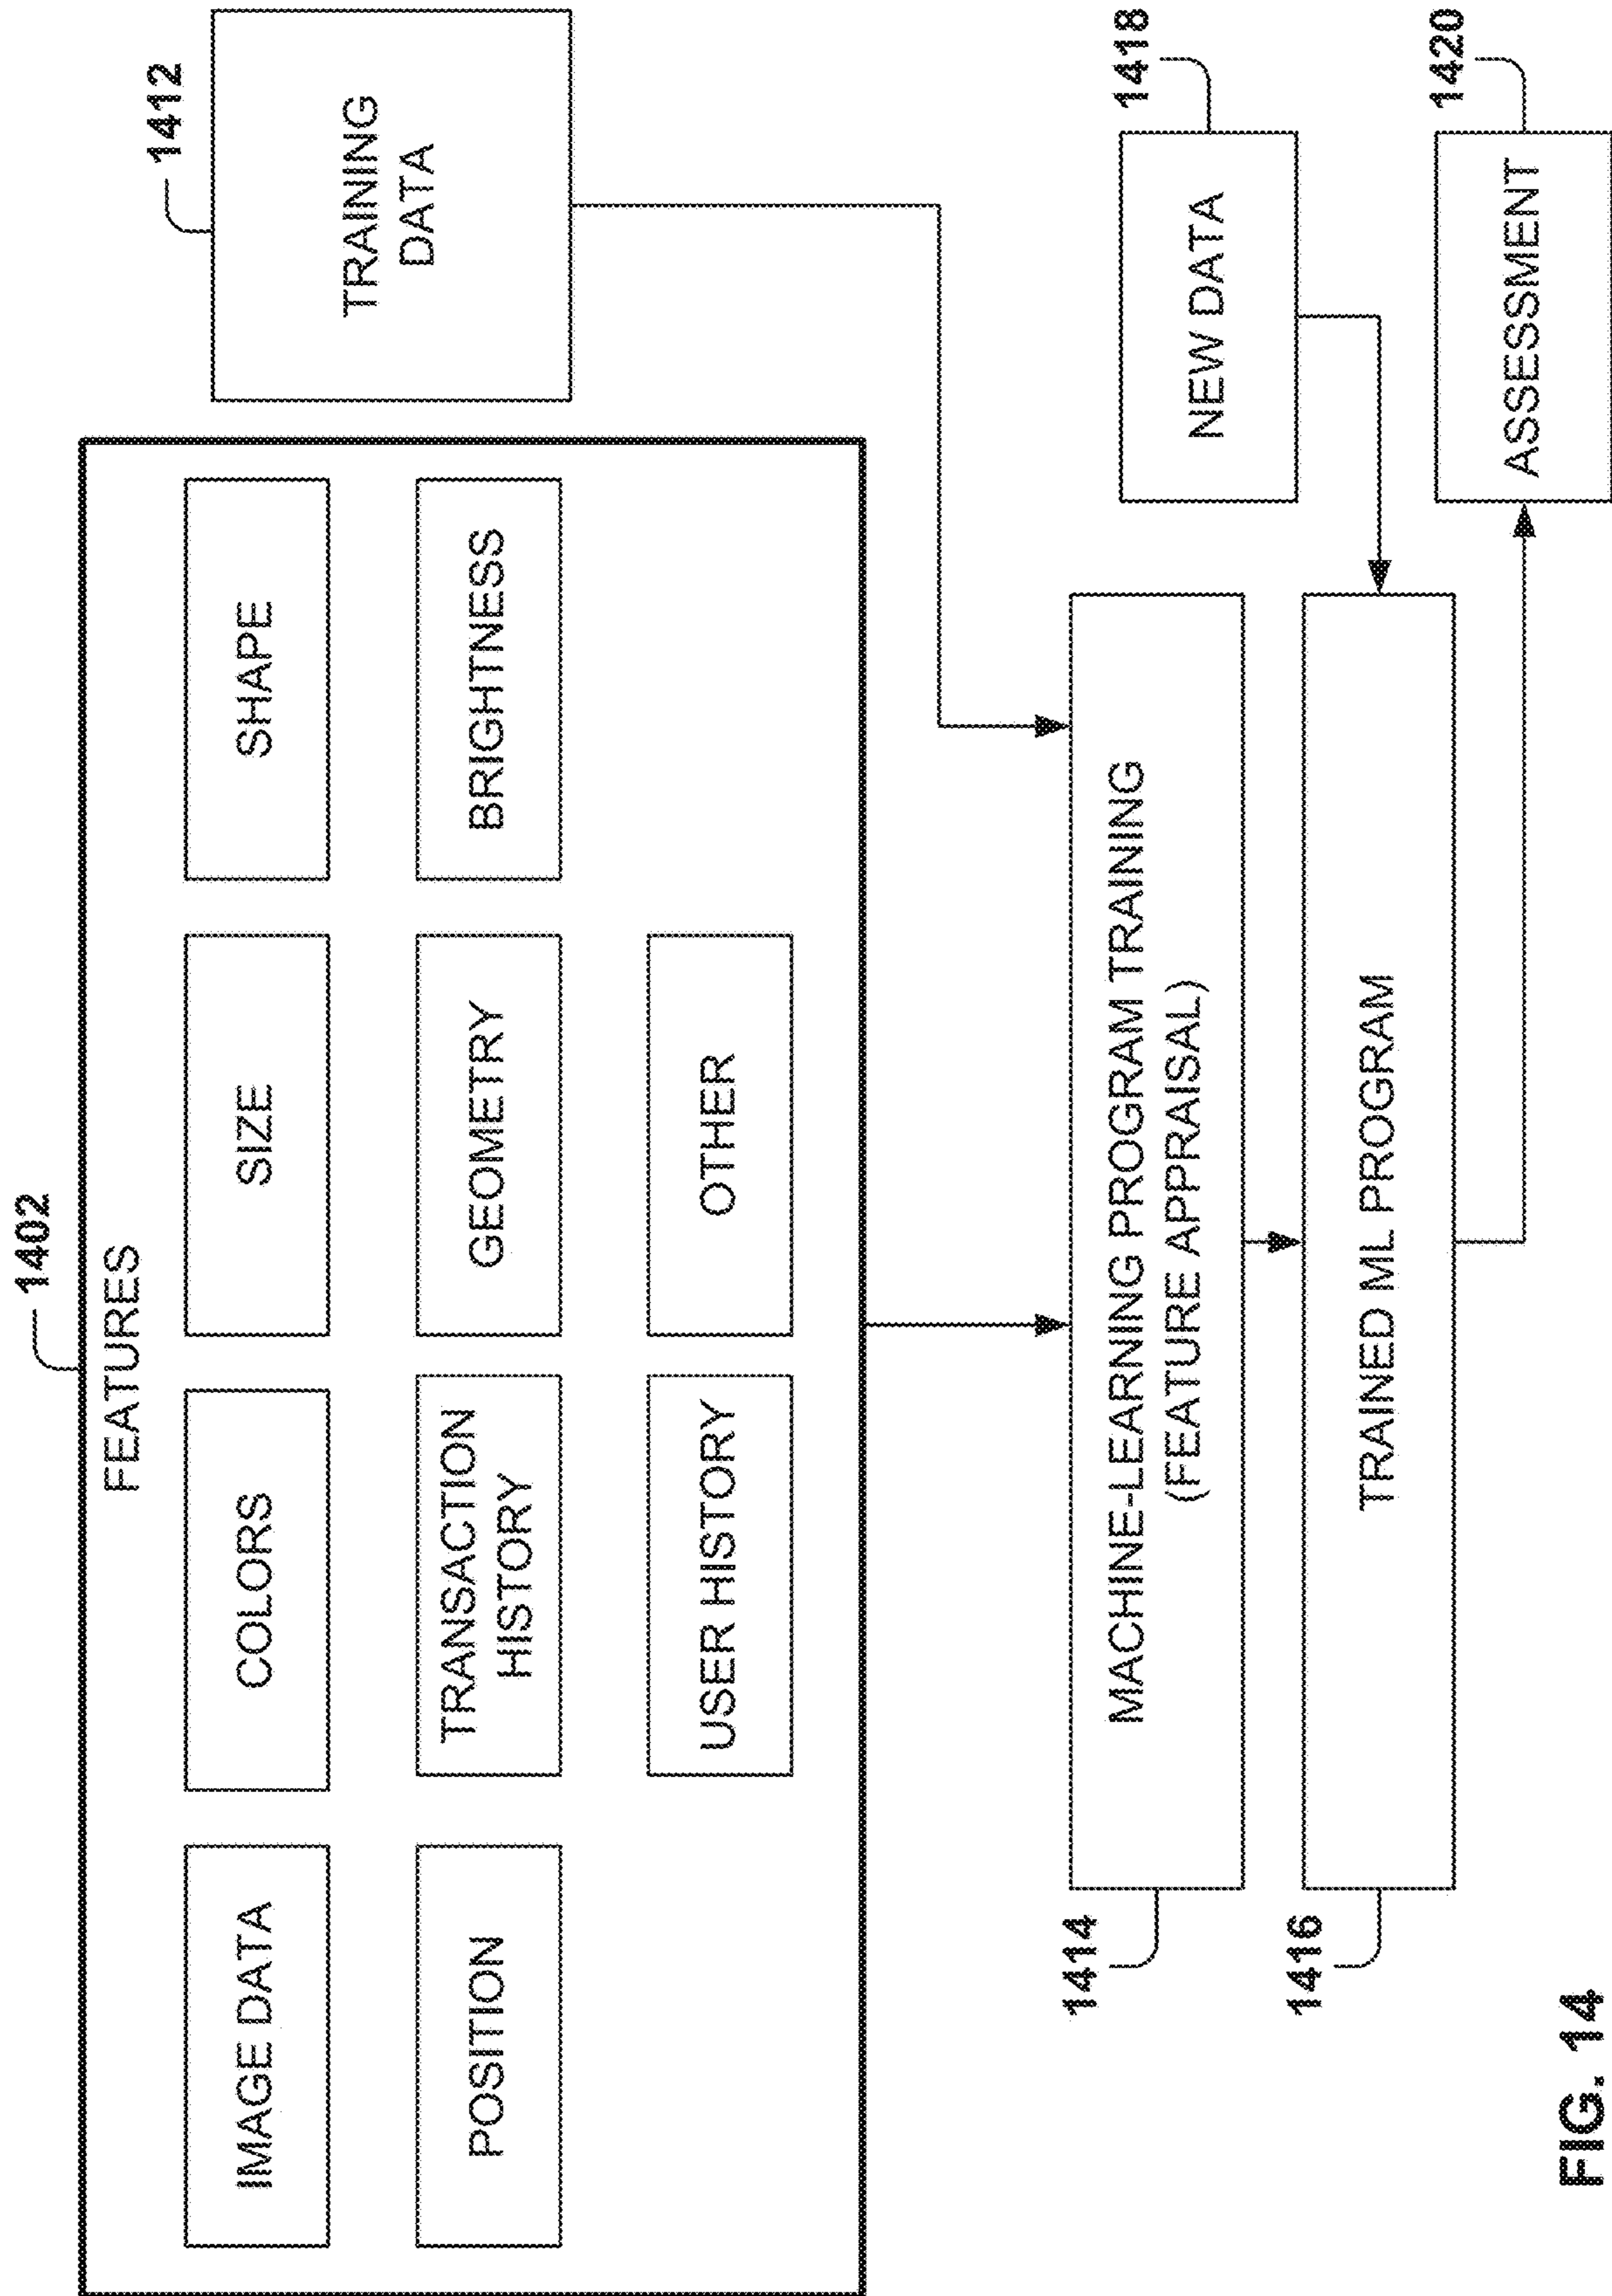 1402
FEATURES
IMAGE DATA
COLORS
SIZE
SHAPE
POSITION
TRANSACTION
HISTORY
GEOMETRY
BRIGHTNESS
USER HISTORY
OTHER
1412
TRAINING
DATA
1414
MACHINE-LEARNING PROGRAM TRAINING
(FEATURE APPRAISAL)
1418
NEW DATA
1416
TRAINED ML PROGRAM
1420
ASSESSMENT
FIG. 14